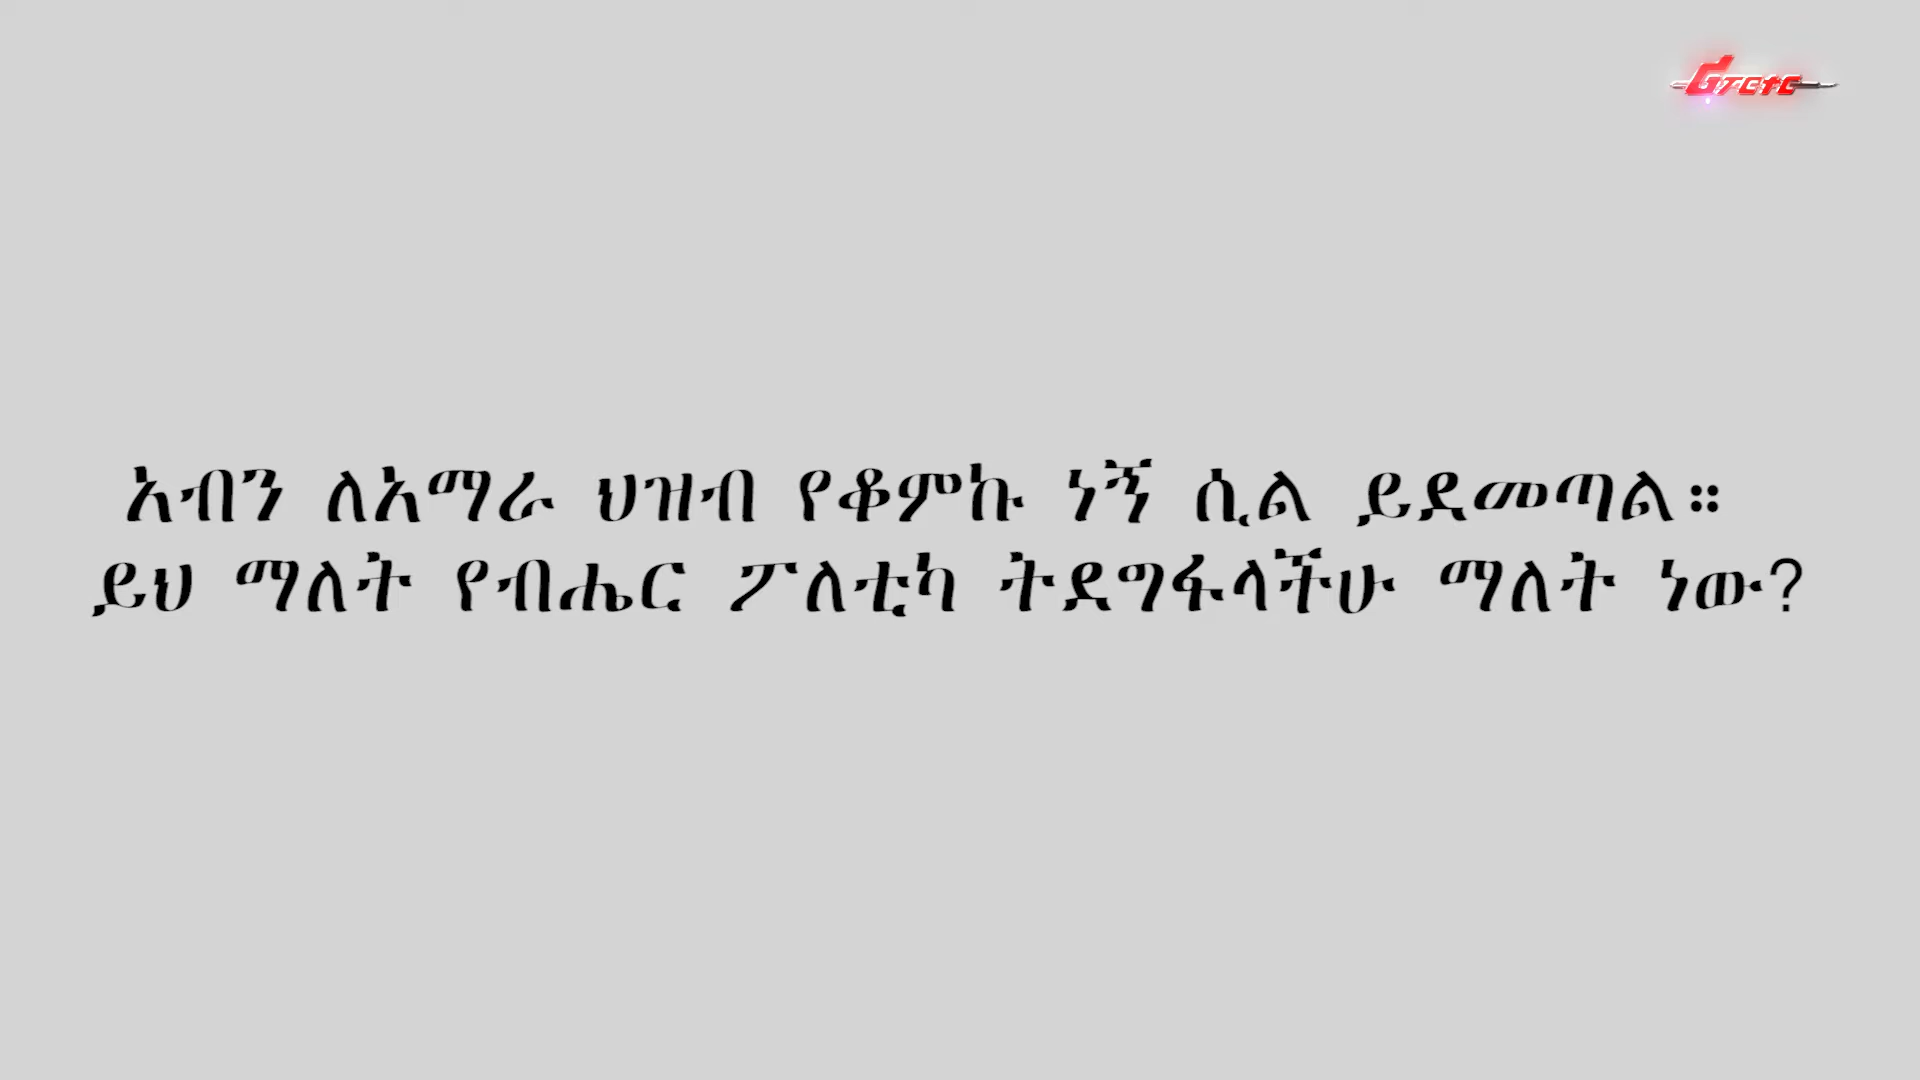 አብን ለአማራ ህዝብ የቆምኩ ነኝ ሲል ይደመጣል።
ይህ ማለት የብሔር ፖለቲካ ትደግፋላችሁ ማለት ነው?